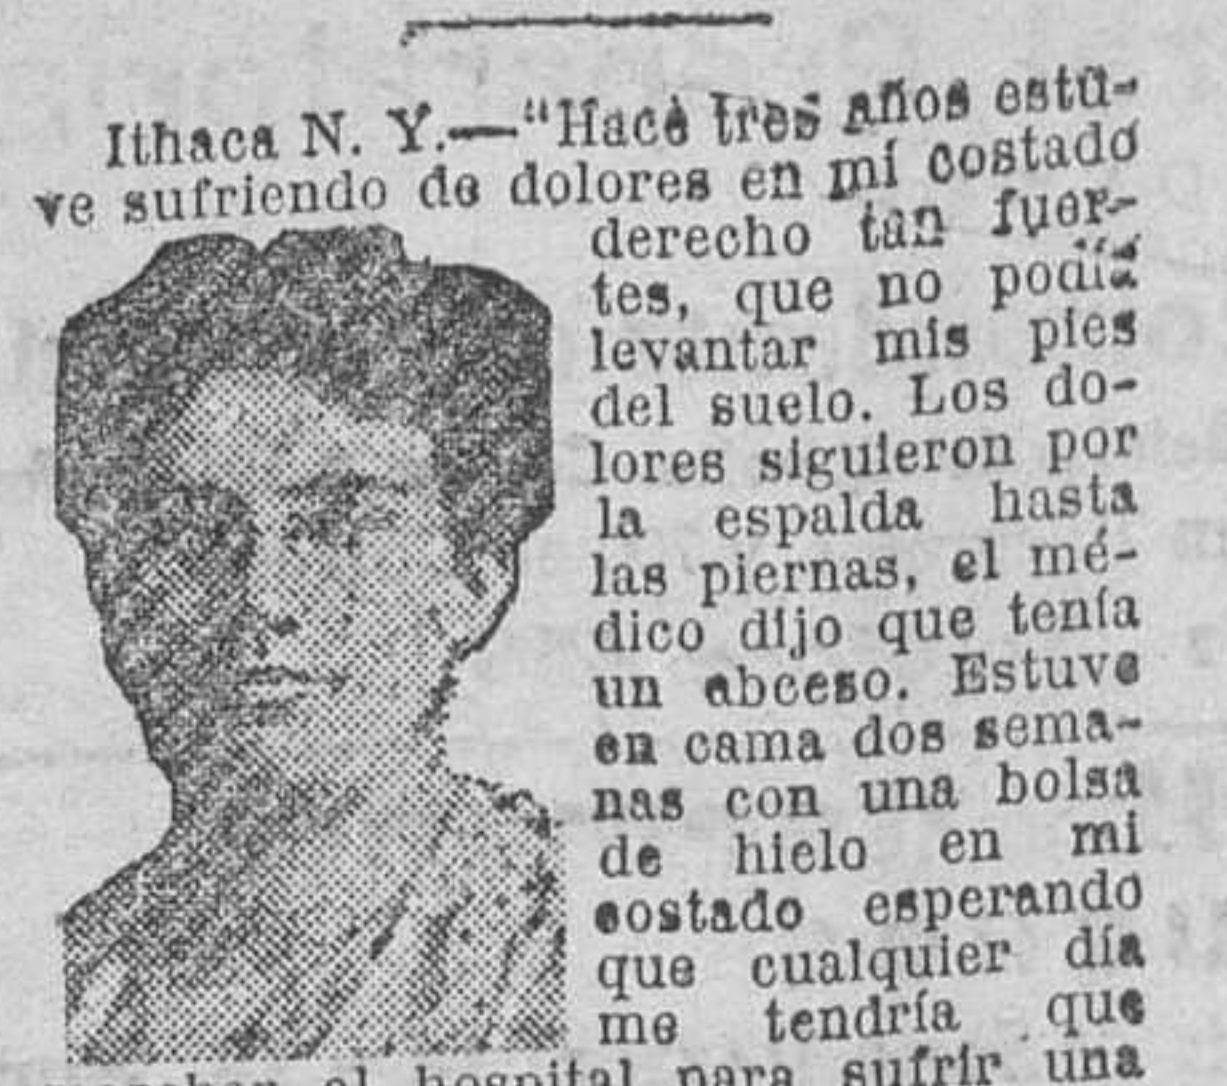 Ithaca N. Y.—“Hace tres años estu-
ve sufriendo de dolores en mi costado
derecho tan fuer-
tes, que no podía
levantar mis pies
del suelo. Los do-
lores siguieron por
la espalda hasta
las piernas, el mé-
dico dijo que tenía
un abceso. Estuve
en cama dos sema-
nas con una bolsa
de hielo en mi
costado esperando
que cualquier día
me tendría que
hospital para sufrir una